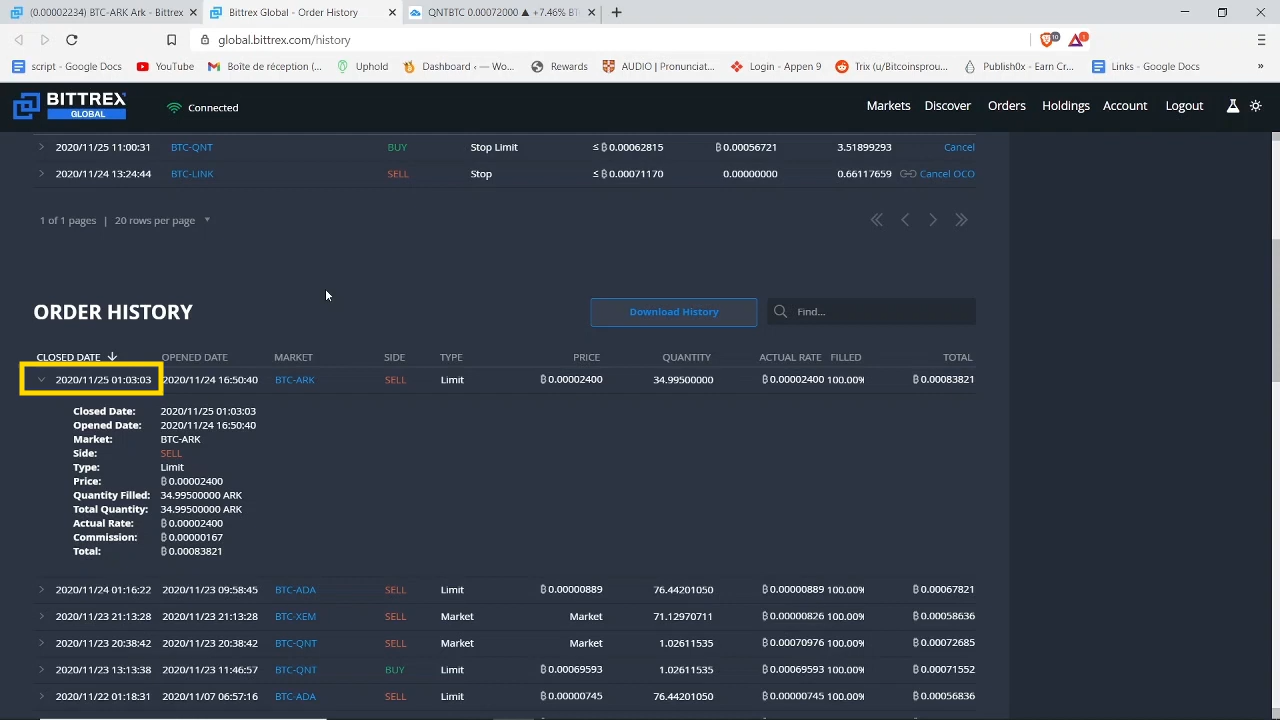 (0.00002234) BTC-ARK Ark - Bittrex
Bittrex Global - Order History
QNTBTC 0.00072000 ▲ +7.46% BT
global.bittrex.com/history
10
1
script - Google Docs
YouTube
Boîte de réception (...
Uphold
Dashboard ‹ — Wo...
Rewards
AUDIO | Pronunciat...
Login - Appen 9
Trix (u/Bitcoinsprou...
Publish0x - Earn Cr...
Links - Google Docs
»
BITTREX
GLOBAL
Connected
Markets Discover Orders Holdings Account Logout
2020/11/25 11:00:31 BTC-QNT BUY Stop Limit ≤ ₿ 0.00062815 ₿ 0.00056721 3.51899293 Cancel
2020/11/24 13:24:44 BTC-LINK SELL Stop ≤ ₿ 0.00071170 0.00000000 0.66117659 Cancel OCO
1 of 1 pages | 20 rows per page
ORDER HISTORY
Download History
Find...
CLOSED DATE OPENED DATE MARKET SIDE TYPE PRICE QUANTITY ACTUAL RATE FILLED TOTAL
2020/11/25 01:03:03 2020/11/24 16:50:40 BTC-ARK SELL Limit ₿ 0.00002400 34.99500000 ₿ 0.00002400 100.00% ₿ 0.00083821
Closed Date: 2020/11/25 01:03:03
Opened Date: 2020/11/24 16:50:40
Market: BTC-ARK
Side: SELL
Type: Limit
Price: ₿ 0.00002400
Quantity Filled: 34.99500000 ARK
Total Quantity: 34.99500000 ARK
Actual Rate: ₿ 0.00002400
Commission: ₿ 0.00000167
Total: ₿ 0.00083821
2020/11/24 01:16:22 2020/11/23 09:58:45 BTC-ADA SELL Limit ₿ 0.00000889 76.44201050 ₿ 0.00000889 100.00% ₿ 0.00067821
2020/11/23 21:13:28 2020/11/23 21:13:28 BTC-XEM SELL Market Market 71.12970711 ₿ 0.00000826 100.00% ₿ 0.00058636
2020/11/23 20:38:42 2020/11/23 20:38:42 BTC-QNT SELL Market Market 1.02611535 ₿ 0.00070976 100.00% ₿ 0.00072685
2020/11/23 13:13:38 2020/11/23 11:46:57 BTC-QNT BUY Limit ₿ 0.00069593 1.02611535 ₿ 0.00069593 100.00% ₿ 0.00071552
2020/11/22 01:18:31 2020/11/07 06:57:16 BTC-ADA SELL Limit ₿ 0.00000745 76.44201050 ₿ 0.00000745 100.00% ₿ 0.00056836